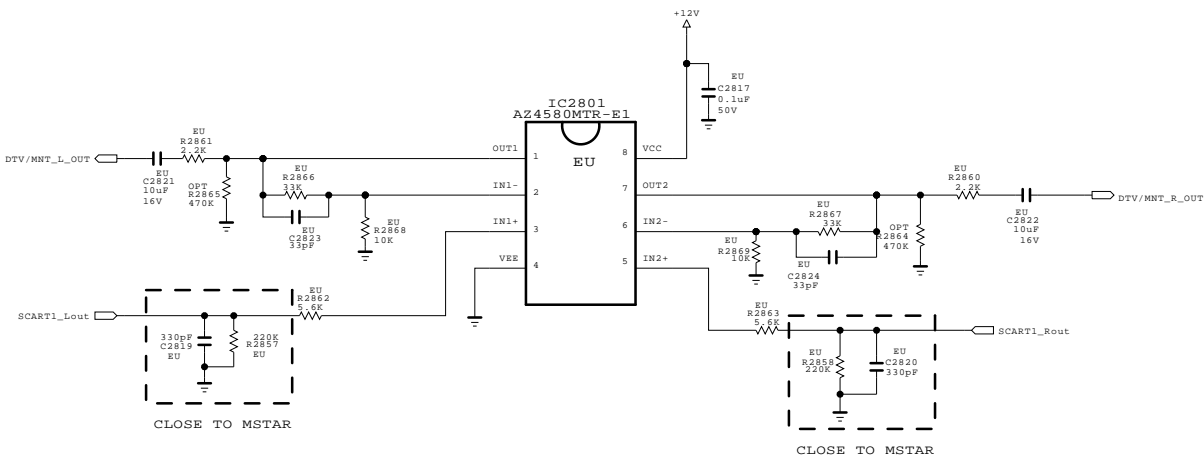 +12V
EU
C2817
0.1uF
50V
IC2801
AZ4580MTR-E1
EU
OUT1
1
IN1-
2
IN1+
3
VEE
4
8
VCC
7
OUT2
6
IN2-
5
IN2+
DTV/MNT_L_OUT
EU
C2821
10uF
16V
EU
R2861
2.2K
OPT
R2865
470K
EU
R2866
33K
EU
C2823
33pF
EU
R2868
10K
SCART1_Lout
330pF
C2819
EU
220K
R2857
EU
EU
R2862
5.6K
CLOSE TO MSTAR
EU
R2860
2.2K
EU
C2822
10uF
16V
DTV/MNT_R_OUT
EU
R2867
33K
OPT
R2864
470K
EU
R2869
10K
EU
C2824
33pF
EU
R2863
5.6K
EU
R2858
220K
EU
C2820
330pF
SCART1_Rout
CLOSE TO MSTAR